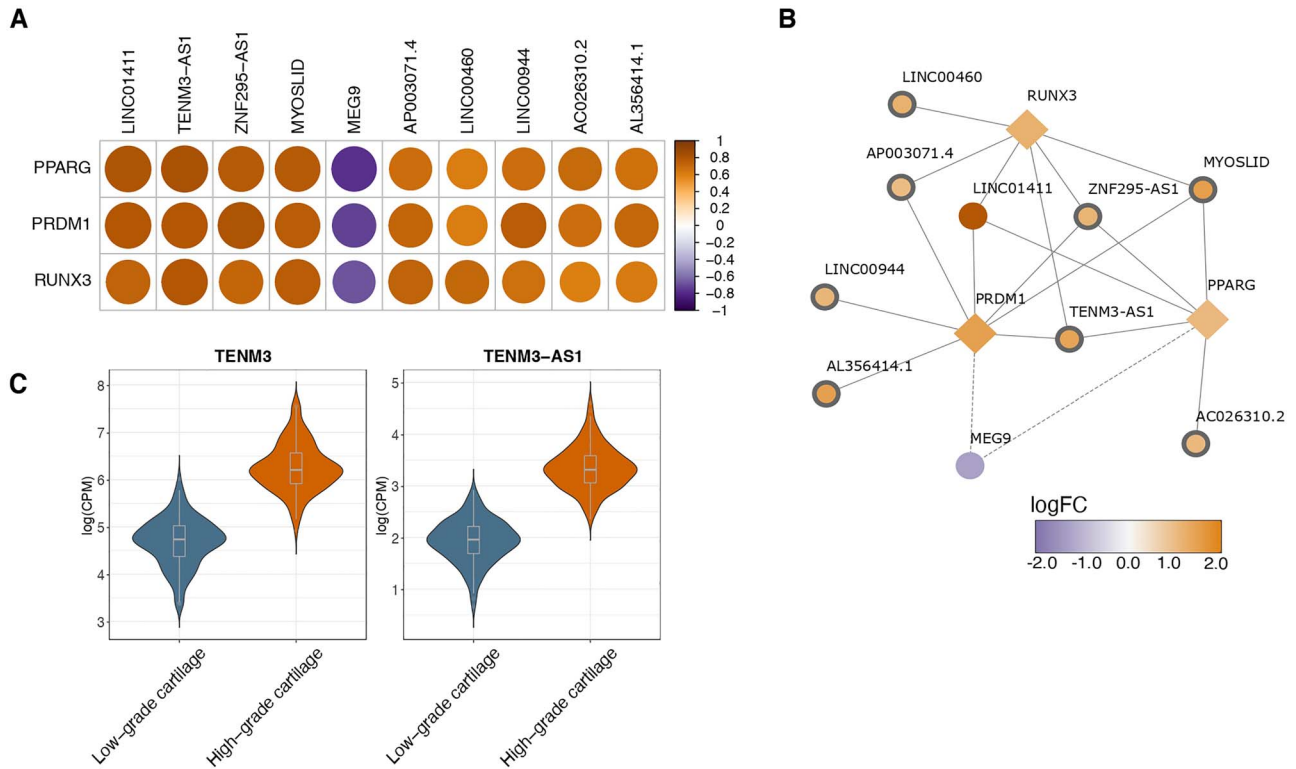 A
LINC01411
TENM3−AS1
ZNF295−AS1
MYOSLID
MEG9
AP003071.4
LINC00460
LINC00944
AC026310.2
AL356414.1
PPARG
PRDM1
RUNX3
1
0.8
0.6
0.4
0.2
0
−0.2
−0.4
−0.6
−0.8
−1
B
LINC00460
RUNX3
AP003071.4
MYOSLID
LINC01411
ZNF295-AS1
LINC00944
PRDM1
PPARG
TENM3-AS1
AL356414.1
AC026310.2
MEG9
logFC
-2.0 -1.0 0.0 1.0 2.0
C
TENM3
log(CPM)
8
7
6
5
4
3
Low−grade cartilage
High−grade cartilage
TENM3−AS1
log(CPM)
5
4
3
2
1
Low−grade cartilage
High−grade cartilage